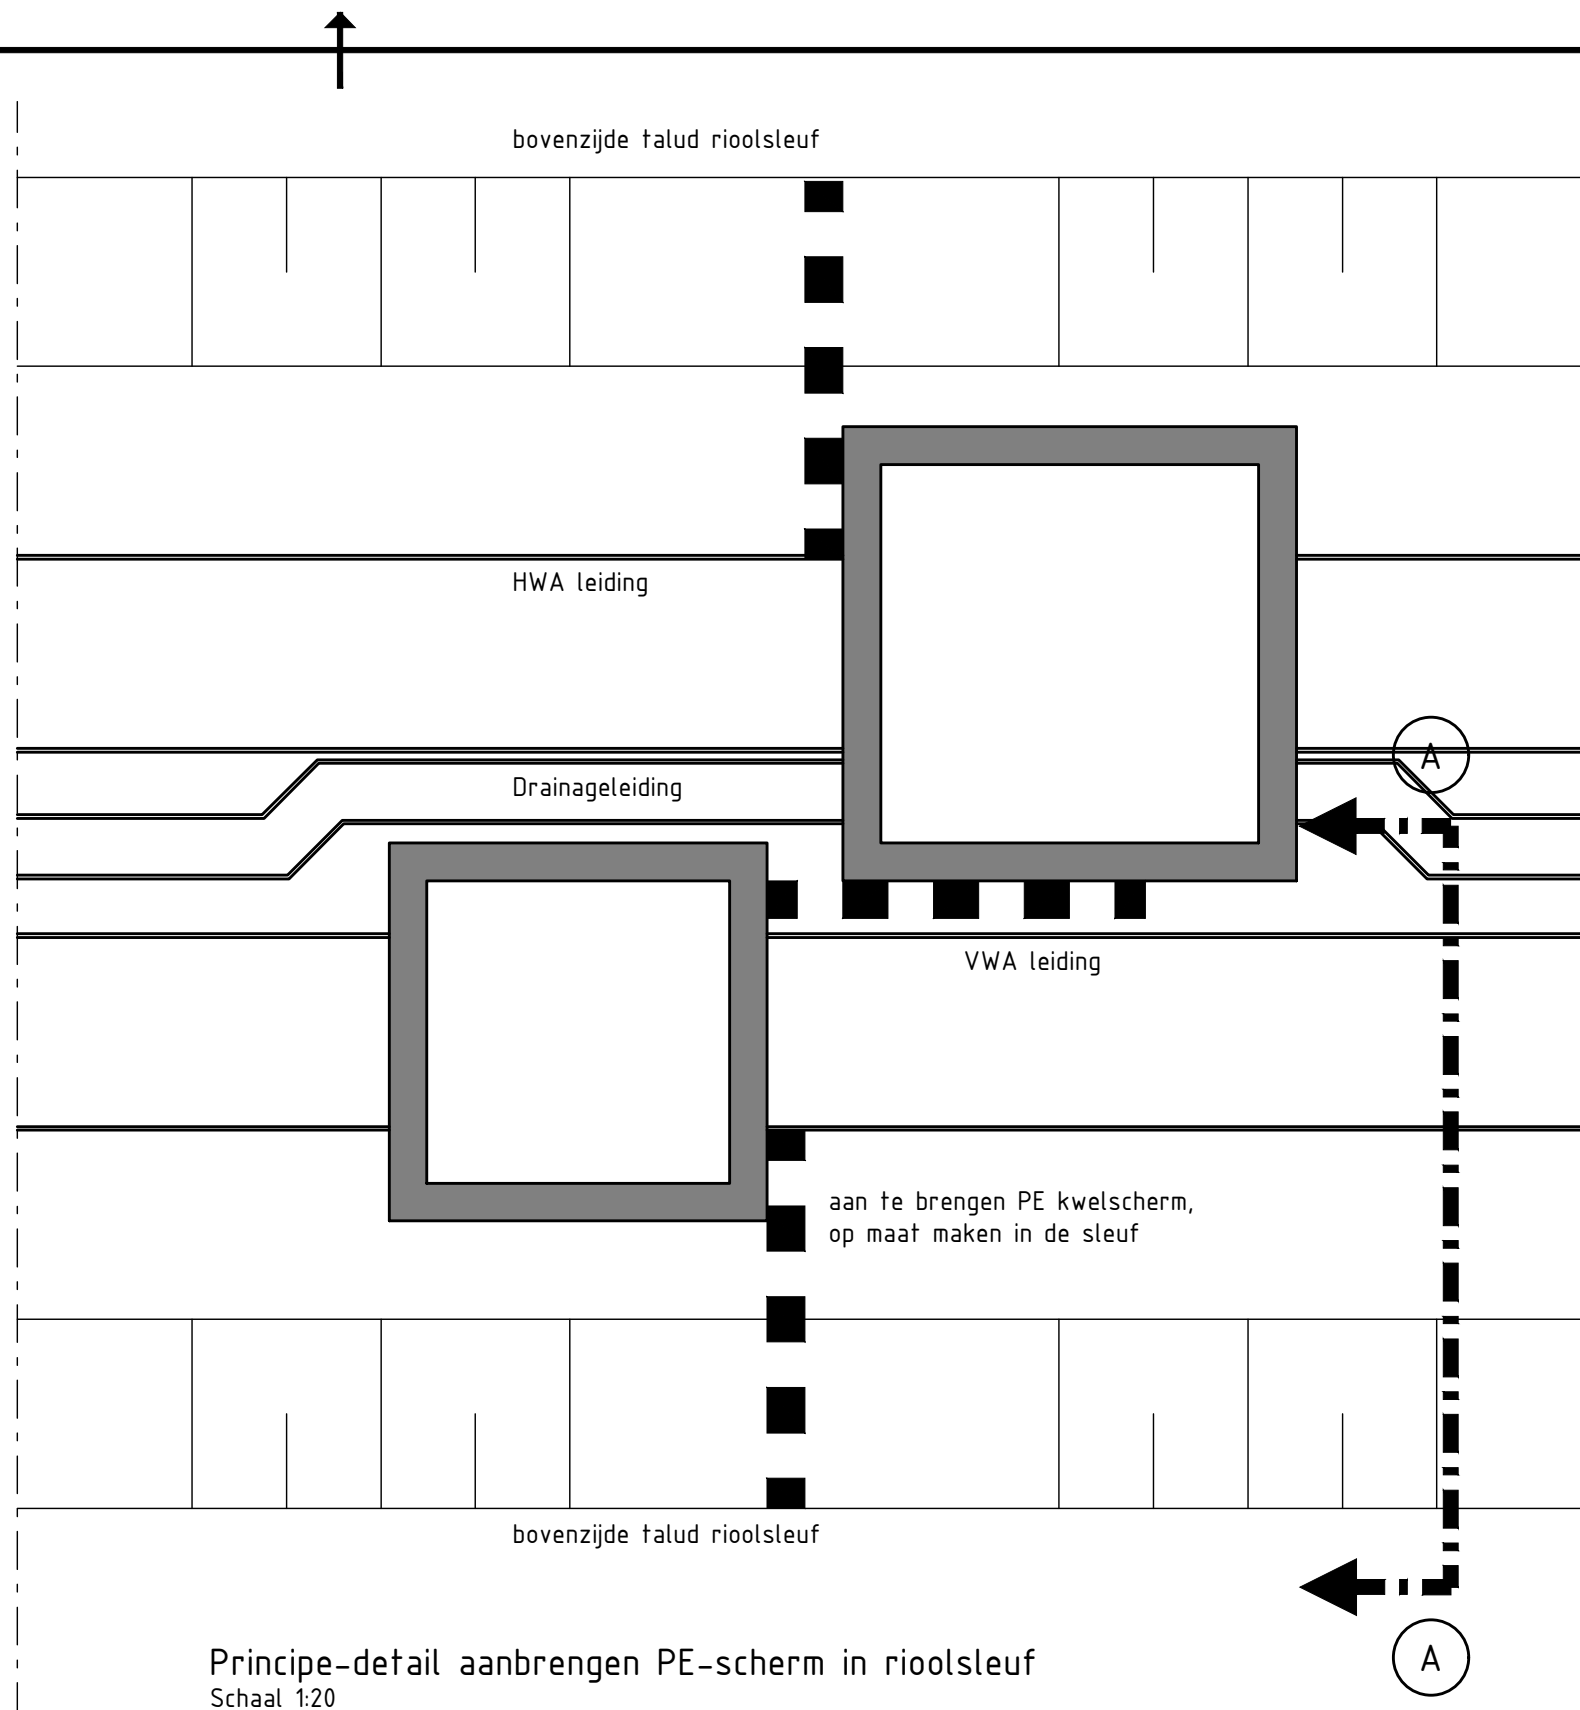 bovenzijde talud rioolsleuf
HWA leiding
A
Drainageleiding
VWA leiding
aan te brengen PE kwelscherm,
op maat maken in de sleuf
bovenzijde talud rioolsleuf
Principe-detail aanbrengen PE-scherm in rioolsleuf
A
Schaal 1:20